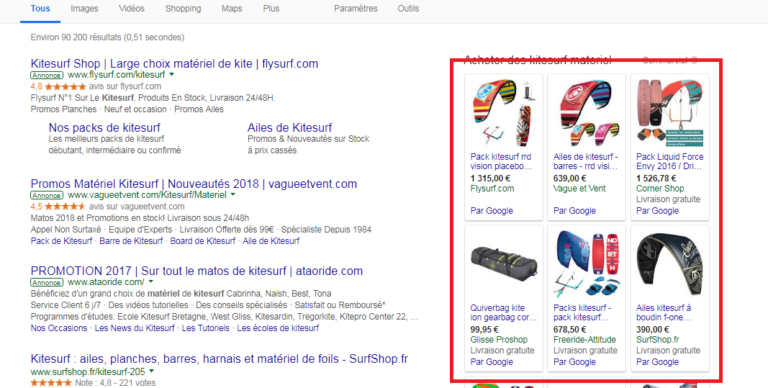 Tous Images Vidéos Shopping Maps Plus Paramètres Outils
Environ 90 200 résultats (0,51 secondes)
Kitesurf Shop | Large choix matériel de kite | flysurf.com
Annonce www.flysurf.com/kitesurf
4,8 avis sur flysurf.com
Flysurf N°1 Sur Le Kitesurf. Produits En Stock, Livraison 24/48H.
Promos Planches · Neuf et occasion · Promos Ailes
Nos packs de kitesurf
Les meilleurs packs de kitesurf
débutant, intermédiaire ou confirmé
Ailes de Kitesurf
Promos & Nouveautés sur Stock
à prix cassés
Promos Matériel Kitesurf | Nouveautés 2018 | vagueetvent.com
Annonce www.vagueetvent.com/Kitesurf/Materiel
4,5 avis sur vagueetvent.com
Matos 2018 et Promotions en stock! Livraison sous 24/48h
Appel Non Surtaxé · Equipe d'Experts · Livraison Offerte dès 99€ · Spécialiste Depuis 1984
Pack de Kitesurf · Barre de Kitesurf · Board de Kitesurf · Aile de Kitesurf
PROMOTION 2017 | Sur tout le matos de kitesurf | ataoride.com
Annonce www.ataoride.com/
Bénéficiez d'un grand choix de matériel de kitesurf Cabrinha, Naish, Best, Tona
Service Client 6 j/7 · Des vidéos tutorielles · Des conseils spécialisés · Satisfait ou Remboursé*
Programmes d'études: Ecole Kitesurf Bretagne, West Gliss, Kitesardin, Tregorkite, Kitepro Center 22, ...
Nos Occasions · Les News du Kitesurf · Les Tutoriels · Les écoles de kitesurf
Kitesurf : ailes, planches, barres, harnais et matériel de foils - SurfShop.fr
www.surfshop.fr/kitesurf-205
Note : 4,8 - 221 votes
Acheter des kitesurf materiel Commercial
Pack kitesurf rrd
vision placebo...
1 315,00 €
Flysurf.com
Par Google
Ailes de kitesurf -
barres - rrd visi...
639,00 €
Vague et Vent
Par Google
Pack Liquid Force
Envy 2016 / Dri...
1 526,78 €
Corner Shop
Livraison gratuite
Par Google
Quiverbag kite
ion gearbag cor...
99,95 €
Glisse Proshop
Livraison gratuite
Par Google
NO
RT
H
Packs kitesurf -
pack kitesurf...
678,50 €
Freeride-Attitude
Livraison gratuite
Par Google
Ailes kitesurf à
boudin f-one...
390,00 €
SurfShop.fr
Livraison gratuite
Par Google